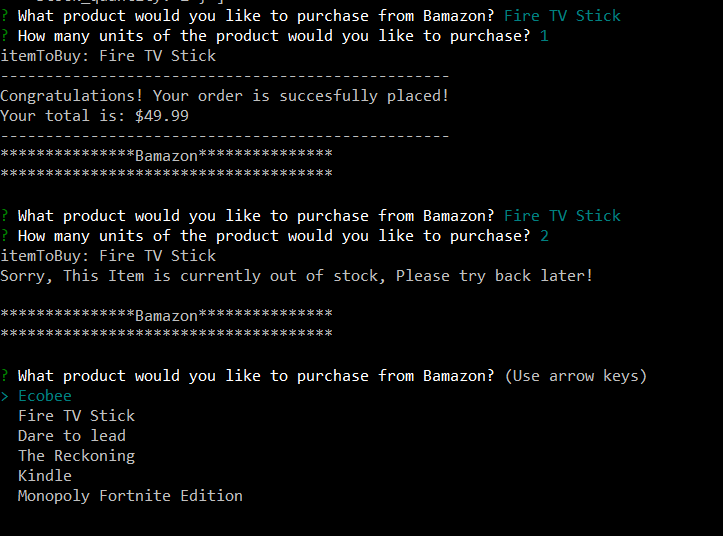 ? What product would you like to purchase from Bamazon? Fire TV Stick
? How many units of the product would you like to purchase? 1
itemToBuy: Fire TV Stick
--------------------------------------------------
Congratulations! Your order is succesfully placed!
Your total is: $49.99
--------------------------------------------------
***************Bamazon***************
*************************************
? What product would you like to purchase from Bamazon? Fire TV Stick
? How many units of the product would you like to purchase? 2
itemToBuy: Fire TV Stick
Sorry, This Item is currently out of stock, Please try back later!
***************Bamazon***************
*************************************
? What product would you like to purchase from Bamazon? (Use arrow keys)
> Ecobee
Fire TV Stick
Dare to lead
The Reckoning
Kindle
Monopoly Fortnite Edition